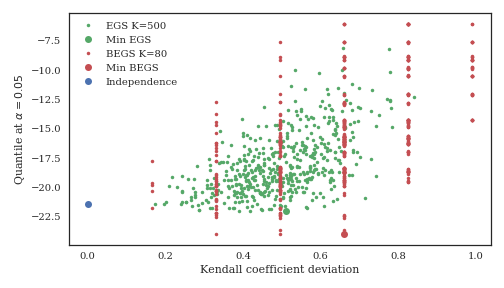 EGS K=500
Min EGS
BEGS K=80
Min BEGS
Independence
Quantile at α = 0.05
−7.5
−10.0
−12.5
−15.0
−17.5
−20.0
−22.5
0.0 0.2 0.4 0.6 0.8 1.0
Kendall coefficient deviation